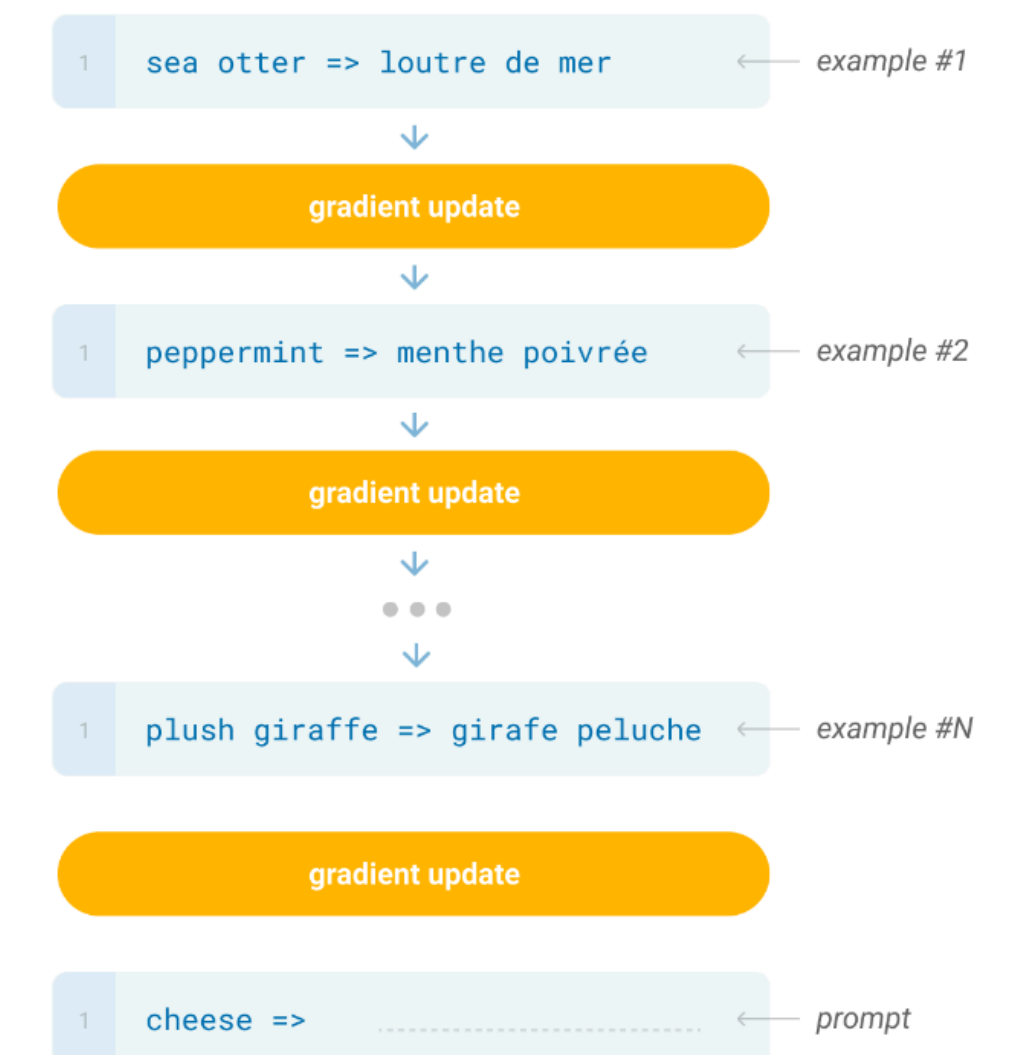 1 sea otter => loutre de mer example #1
gradient update
1 peppermint => menthe poivrée example #2
gradient update
1 plush giraffe => girafe peluche example #N
gradient update
1 cheese => prompt